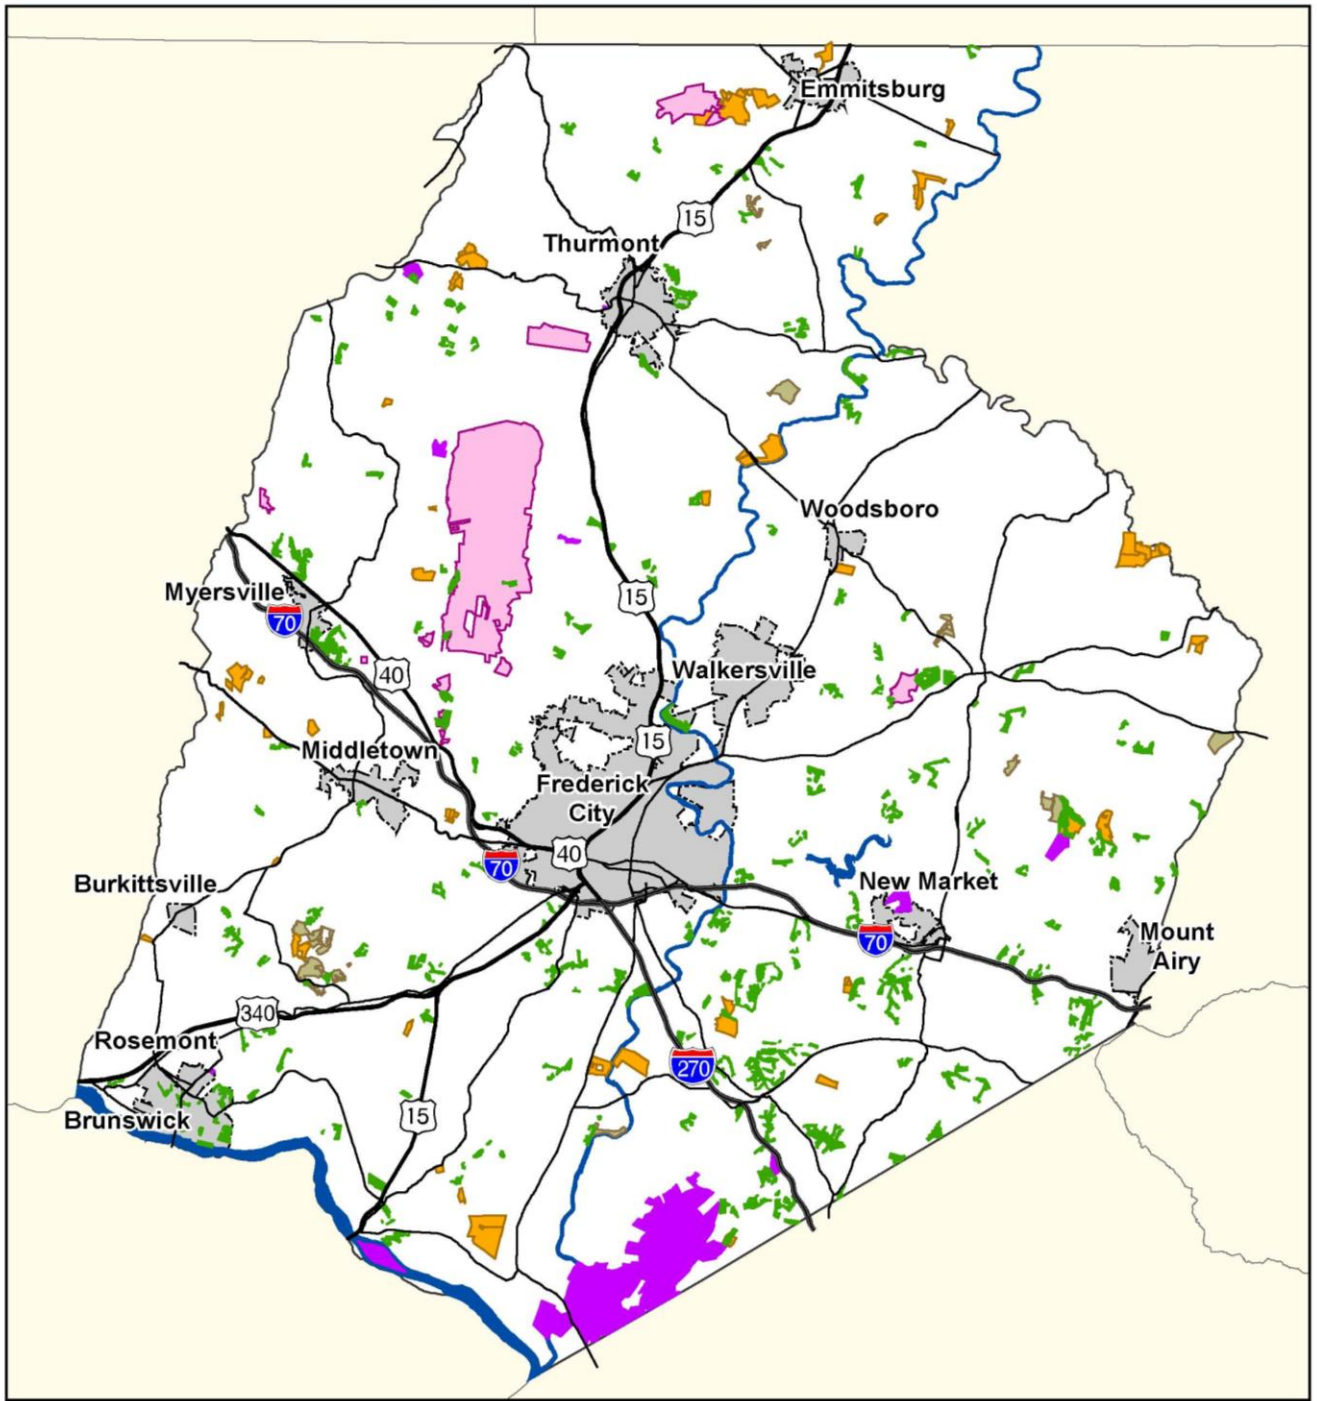 Emmitsburg
15
Thurmont
Woodsboro
Myersville
70
15
40
Walkersville
15
Middletown
Frederick
City
40
70
Burkittsville
New Market
70
Mount
Airy
340
Rosemont
270
15
Brunswick